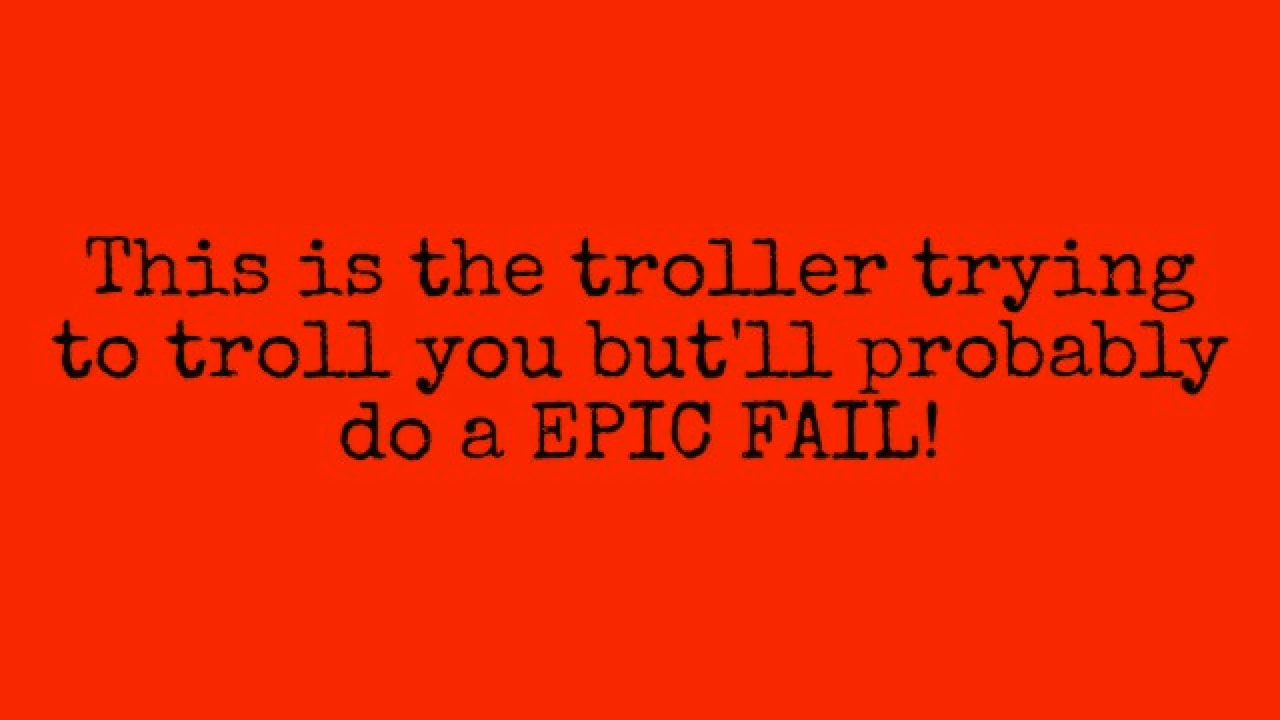 This is the troller trying
to troll you but'll probably
do a EPIC FAIL!